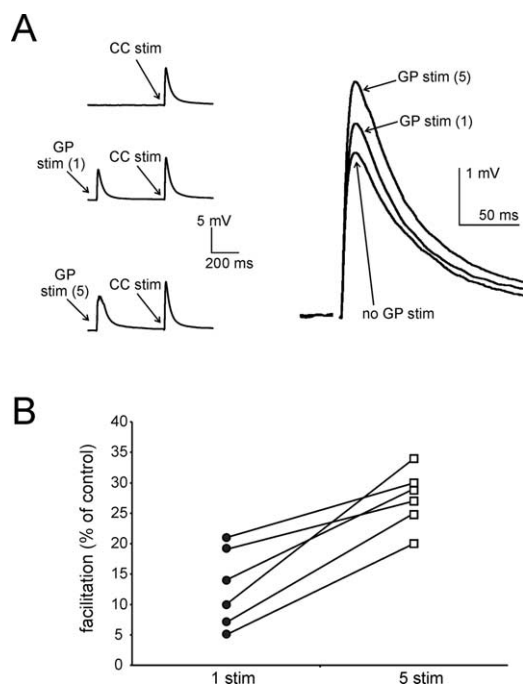 A
CC stim
GP
stim (1)
CC stim
GP
stim (5)
CC stim
5 mV
200 ms
GP stim (5)
GP stim (1)
1 mV
50 ms
no GP stim
B
facilitation (% of control)
40
35
30
25
20
15
10
5
0
1 stim
5 stim